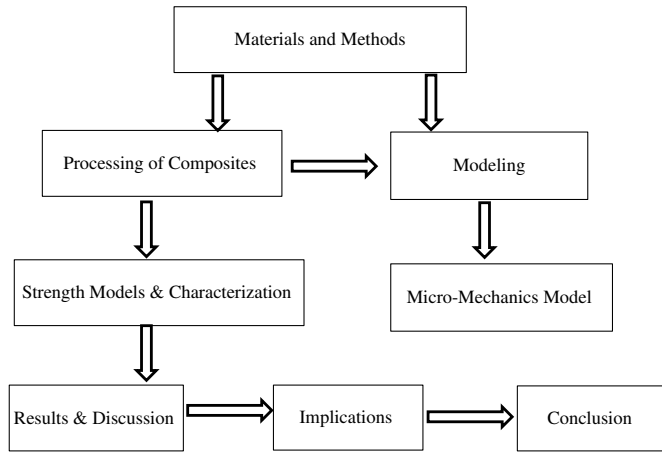 Materials and Methods
Processing of Composites
Modeling
Strength Models & Characterization
Micro-Mechanics Model
Results & Discussion
Implications
Conclusion